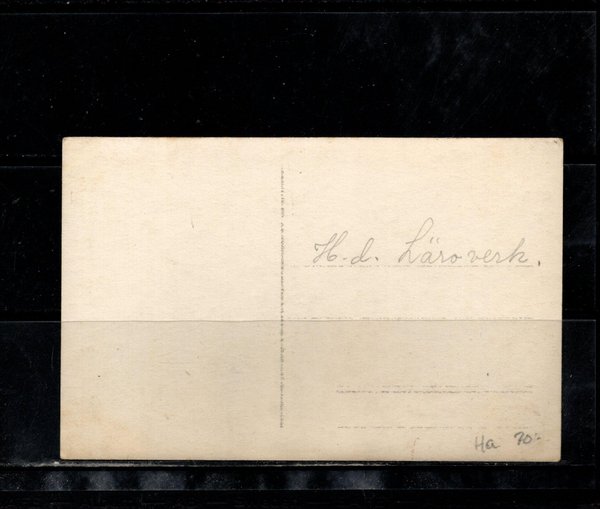 H-d. Läroverk.
Ha 70:-